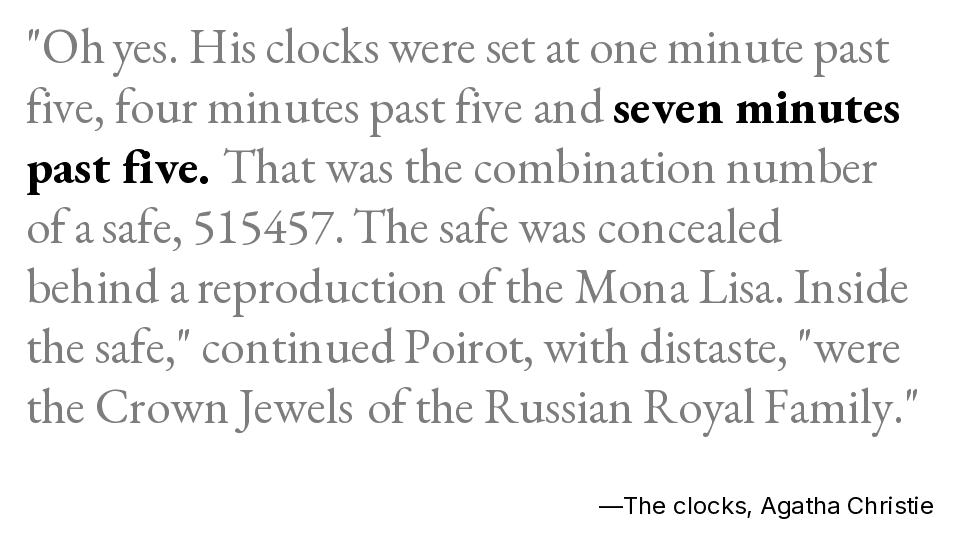 "Oh yes. His clocks were set at one minute past
five, four minutes past five and seven minutes
past five. That was the combination number
of a safe, 515457. The safe was concealed
behind a reproduction of the Mona Lisa. Inside
the safe," continued Poirot, with distaste, "were
the Crown Jewels of the Russian Royal Family."
—The clocks, Agatha Christie